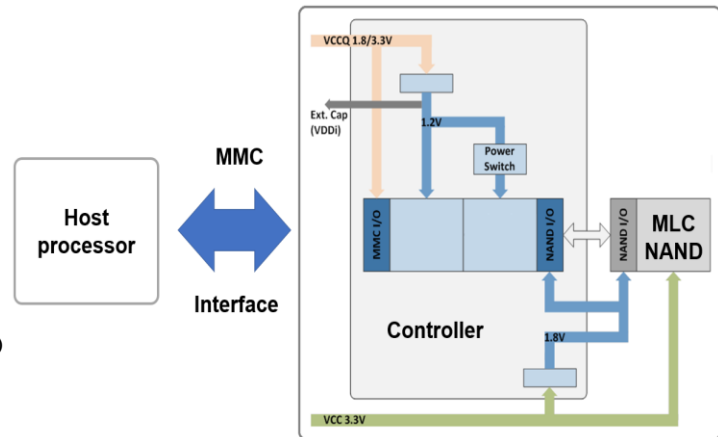 VCCQ 1.8/3.3V
Ext. Cap
(VDDi)
1.2V
Power
Switch
MMC
Host
processor
Interface
MMC I/O
NAND I/O
NAND I/O
MLC
NAND
Controller
1.8V
VCC 3.3V